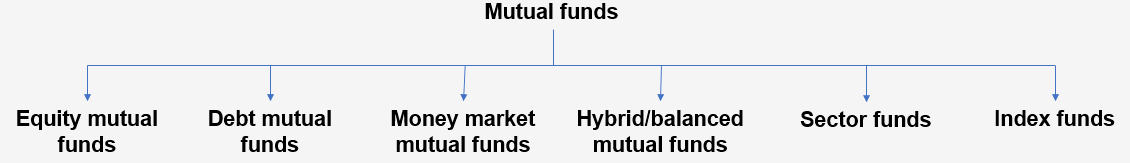 Mutual funds
Equity mutual
funds
Debt mutual
funds
Money market
mutual funds
Hybrid/balanced
mutual funds
Sector funds
Index funds